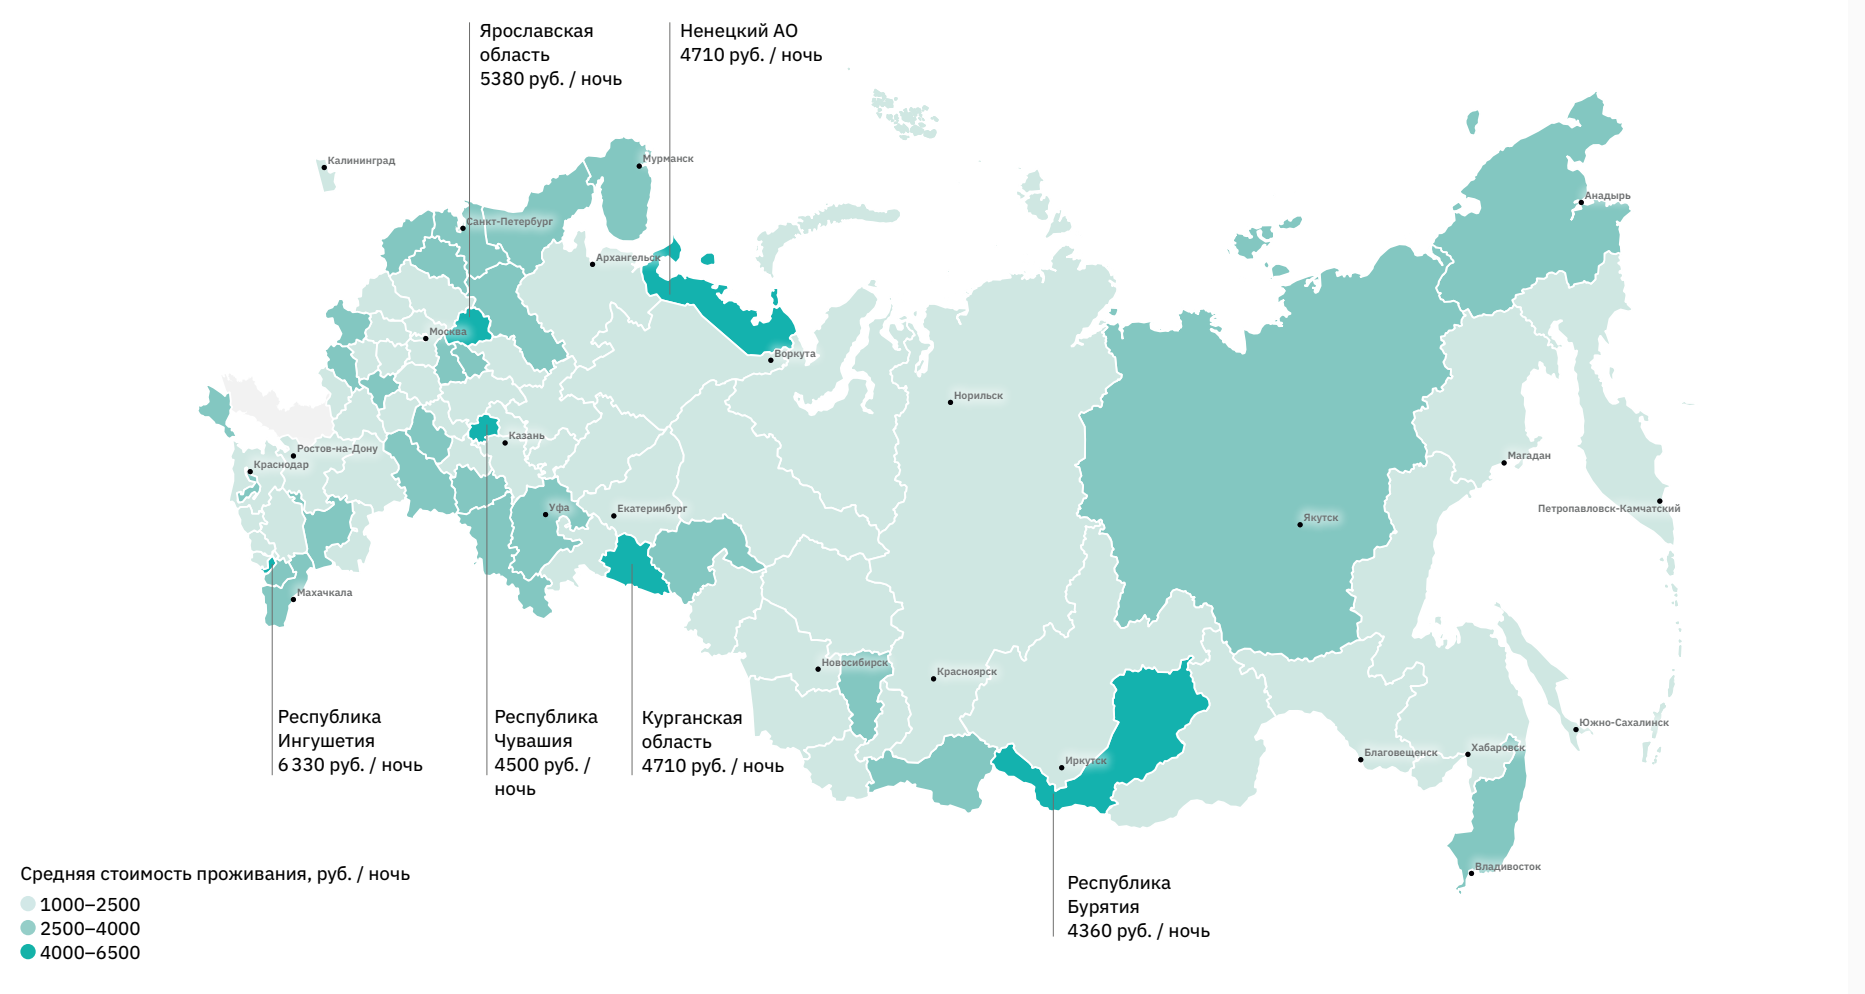 Ярославская
область
5380 руб. / ночь
Ненецкий АО
4710 руб. / ночь
Калининград
Мурманск
Анадырь
Санкт-Петербург
Архангельск
Москва
Воркута
Норильск
Казань
Ростов-на-Дону
Краснодар
Магадан
Уфа
Екатеринбург
Петропавловск-Камчатский
Якутск
Махачкала
Новосибирск
Красноярск
Республика
Ингушетия
6 330 руб. / ночь
Республика
Чувашия
4500 руб. /
ночь
Курганская
область
4710 руб. / ночь
Южно-Сахалинск
Хабаровск
Благовещенск
Иркутск
Владивосток
Республика
Бурятия
4360 руб. / ночь
Средняя стоимость проживания, руб. / ночь
1000–2500
2500–4000
4000–6500